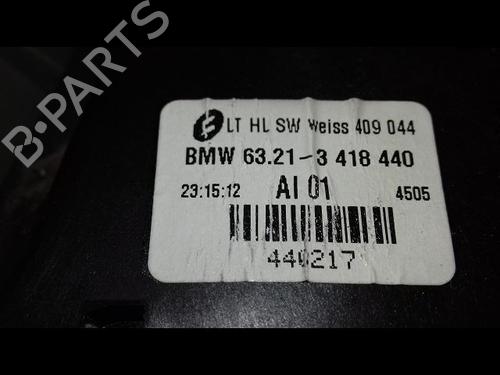 LT HL SW Weiss 409 044
BMW 63.21-3 418 440
23:15:12 AI 01 4505
440217
B-PARTS